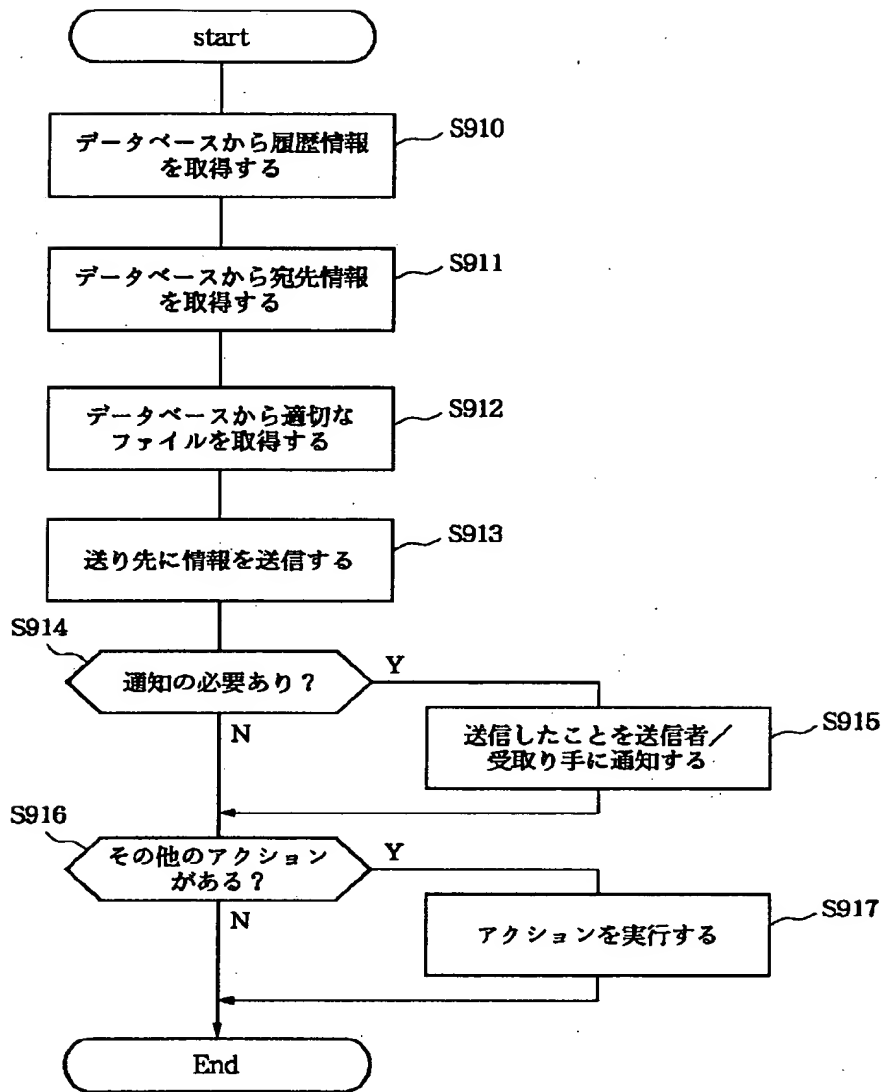 start
データベースから履歴情報
を取得する
S910
データベースから宛先情報
を取得する
S911
データベースから適切な
ファイルを取得する
S912
送り先に情報を送信する
S913
S914
通知の必要あり?
Y
N
送信したことを送信者/
受取り手に通知する
S915
S916
その他のアクション
がある?
Y
N
アクションを実行する
S917
End